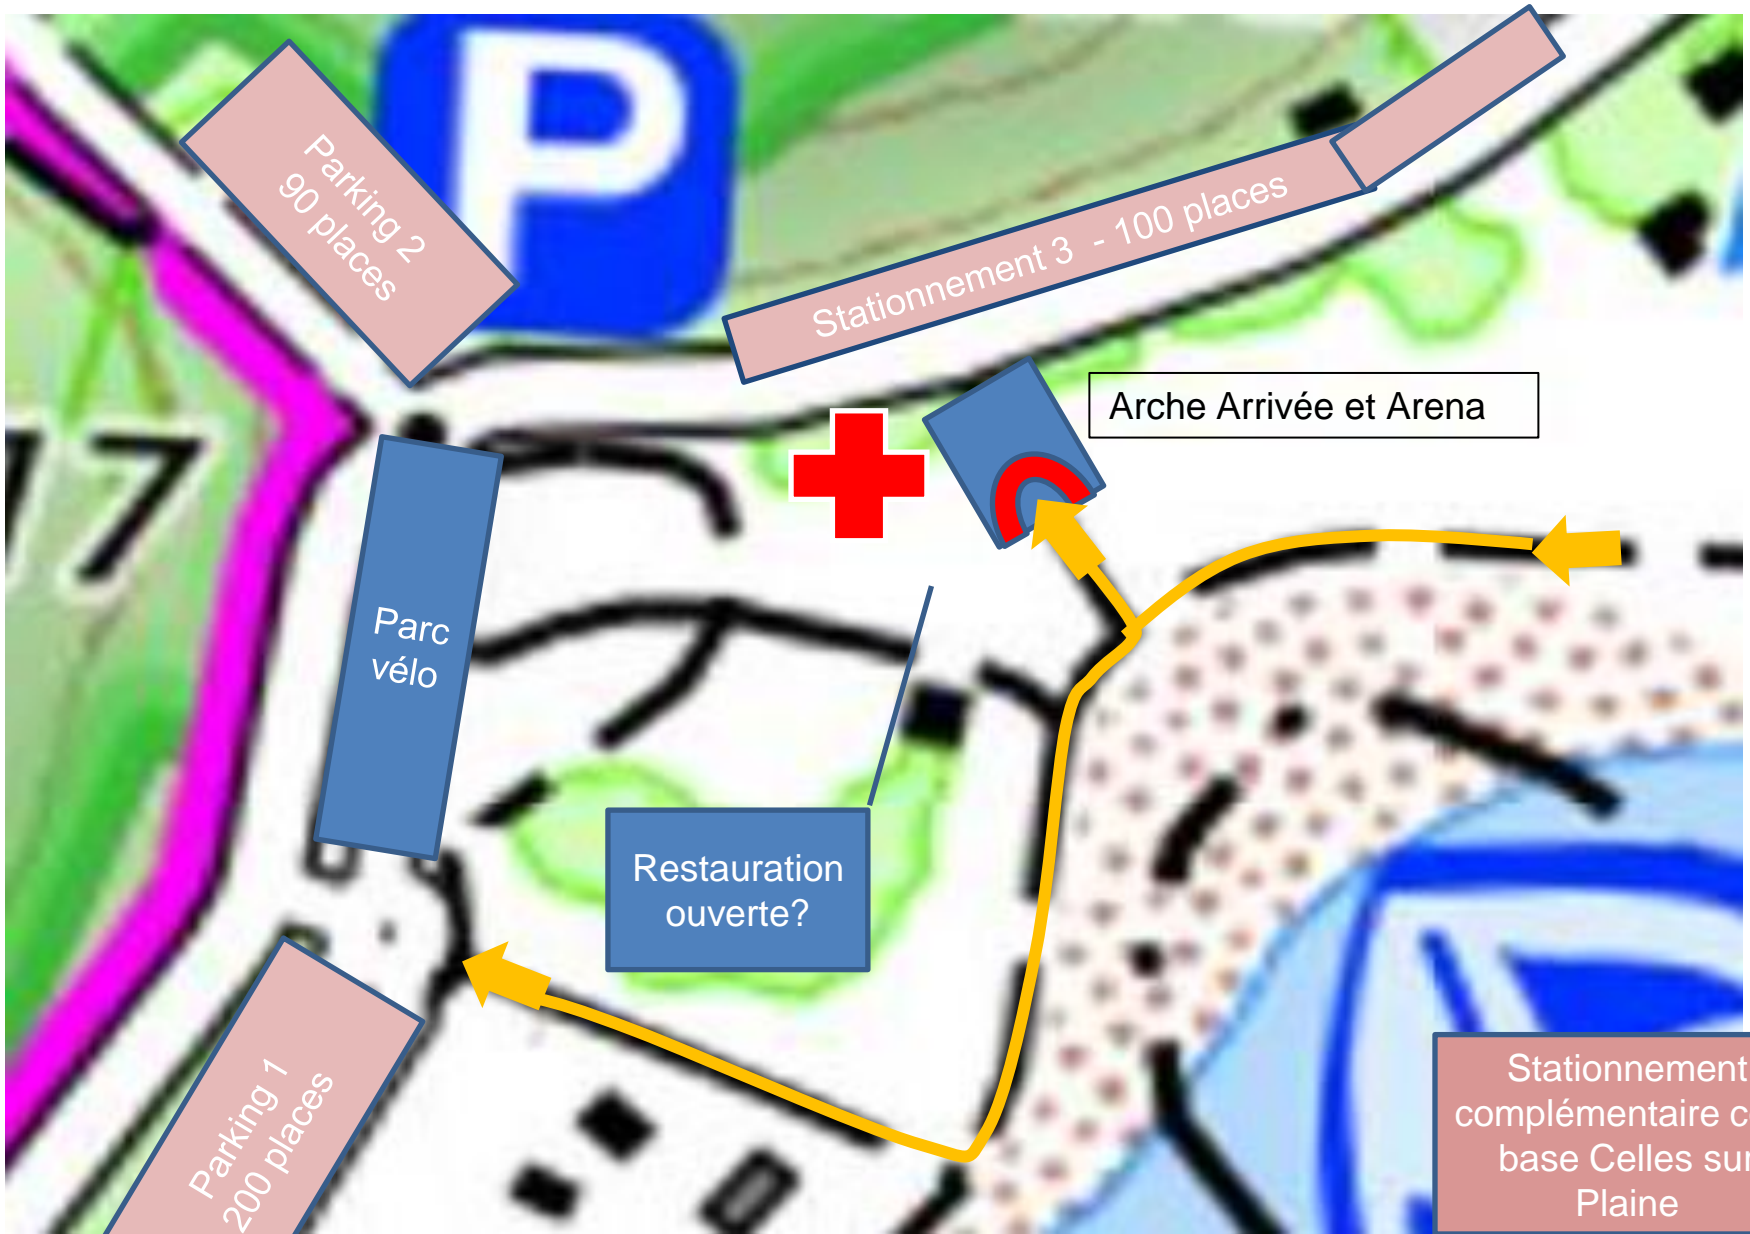 P
Parking 2
90 places
Stationnement 3 - 100 places
Arche Arrivée et Arena
17
Parc
vélo
Restauration
ouverte?
Parking 1
200 places
Stationnement
complémentaire
base Celles sur
Plaine